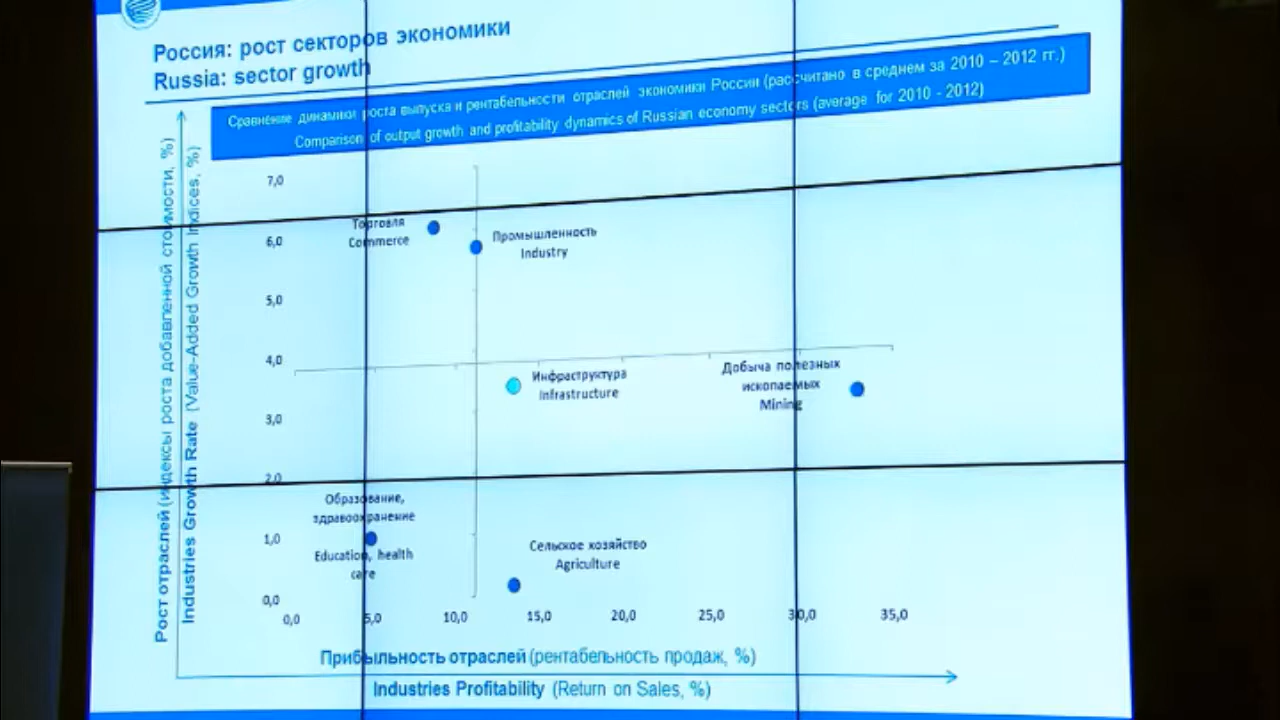 Россия: рост секторов экономики
Russia: sector growth
Сравнение динамики роста выпуска и рентабельности отраслей экономики России (рассчитано в среднем за 2010 – 2012 гг.)
Comparison of output growth and profitability dynamics of Russian economy sectors (average for 2010 - 2012)
Рост отраслей (индексы роста добавленной стоимости, %)
Industries Growth Rate (Value-Added Growth Indices, %)
7,0
6,0
5,0
4,0
3,0
2,0
1,0
0,0
Торговля
Commerce
Промышленность
Industry
Инфраструктура
Infrastructure
Добыча полезных
ископаемых
Mining
Образование,
здравоохранение
Education, health
care
Сельское хозяйство
Agriculture
0,0 5,0 10,0 15,0 20,0 25,0 30,0 35,0
Прибыльность отраслей (рентабельность продаж, %)
Industries Profitability (Return on Sales, %)